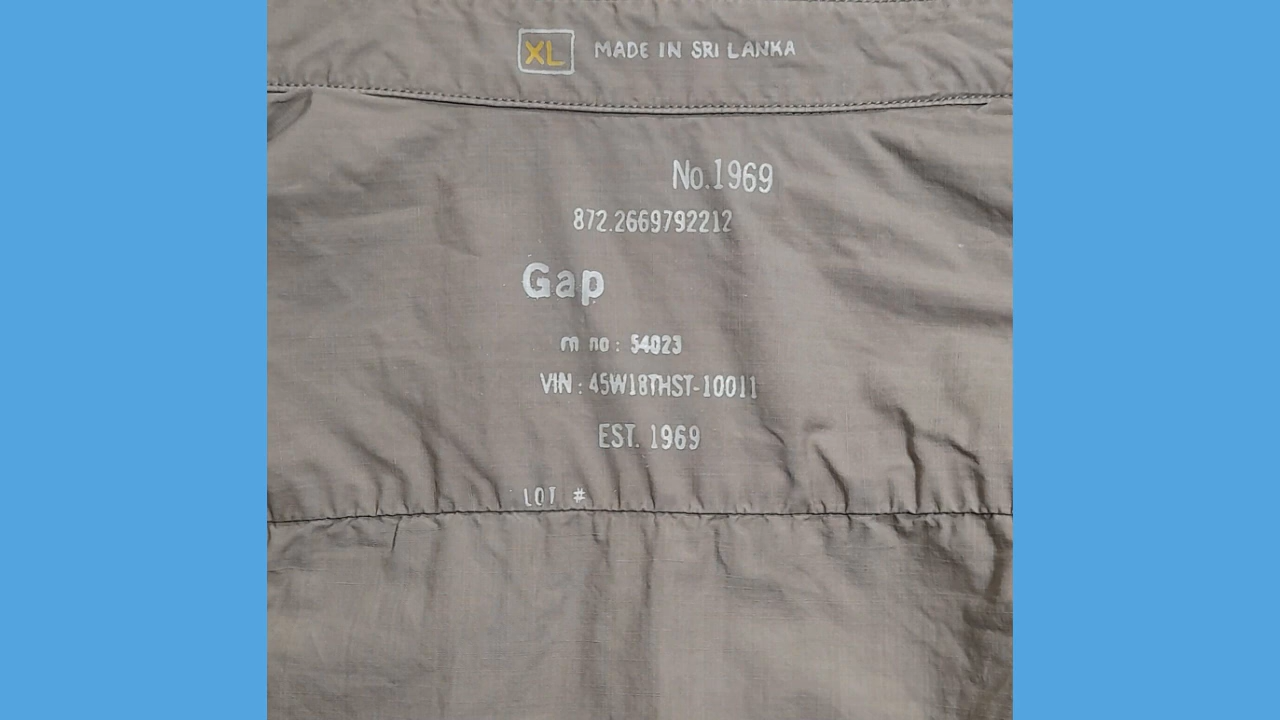 XL MADE IN SRI LANKA
No.1969
872.2669792212
Gap
m no : 54023
VIN : 45W18THST-10011
EST. 1969
LOT #